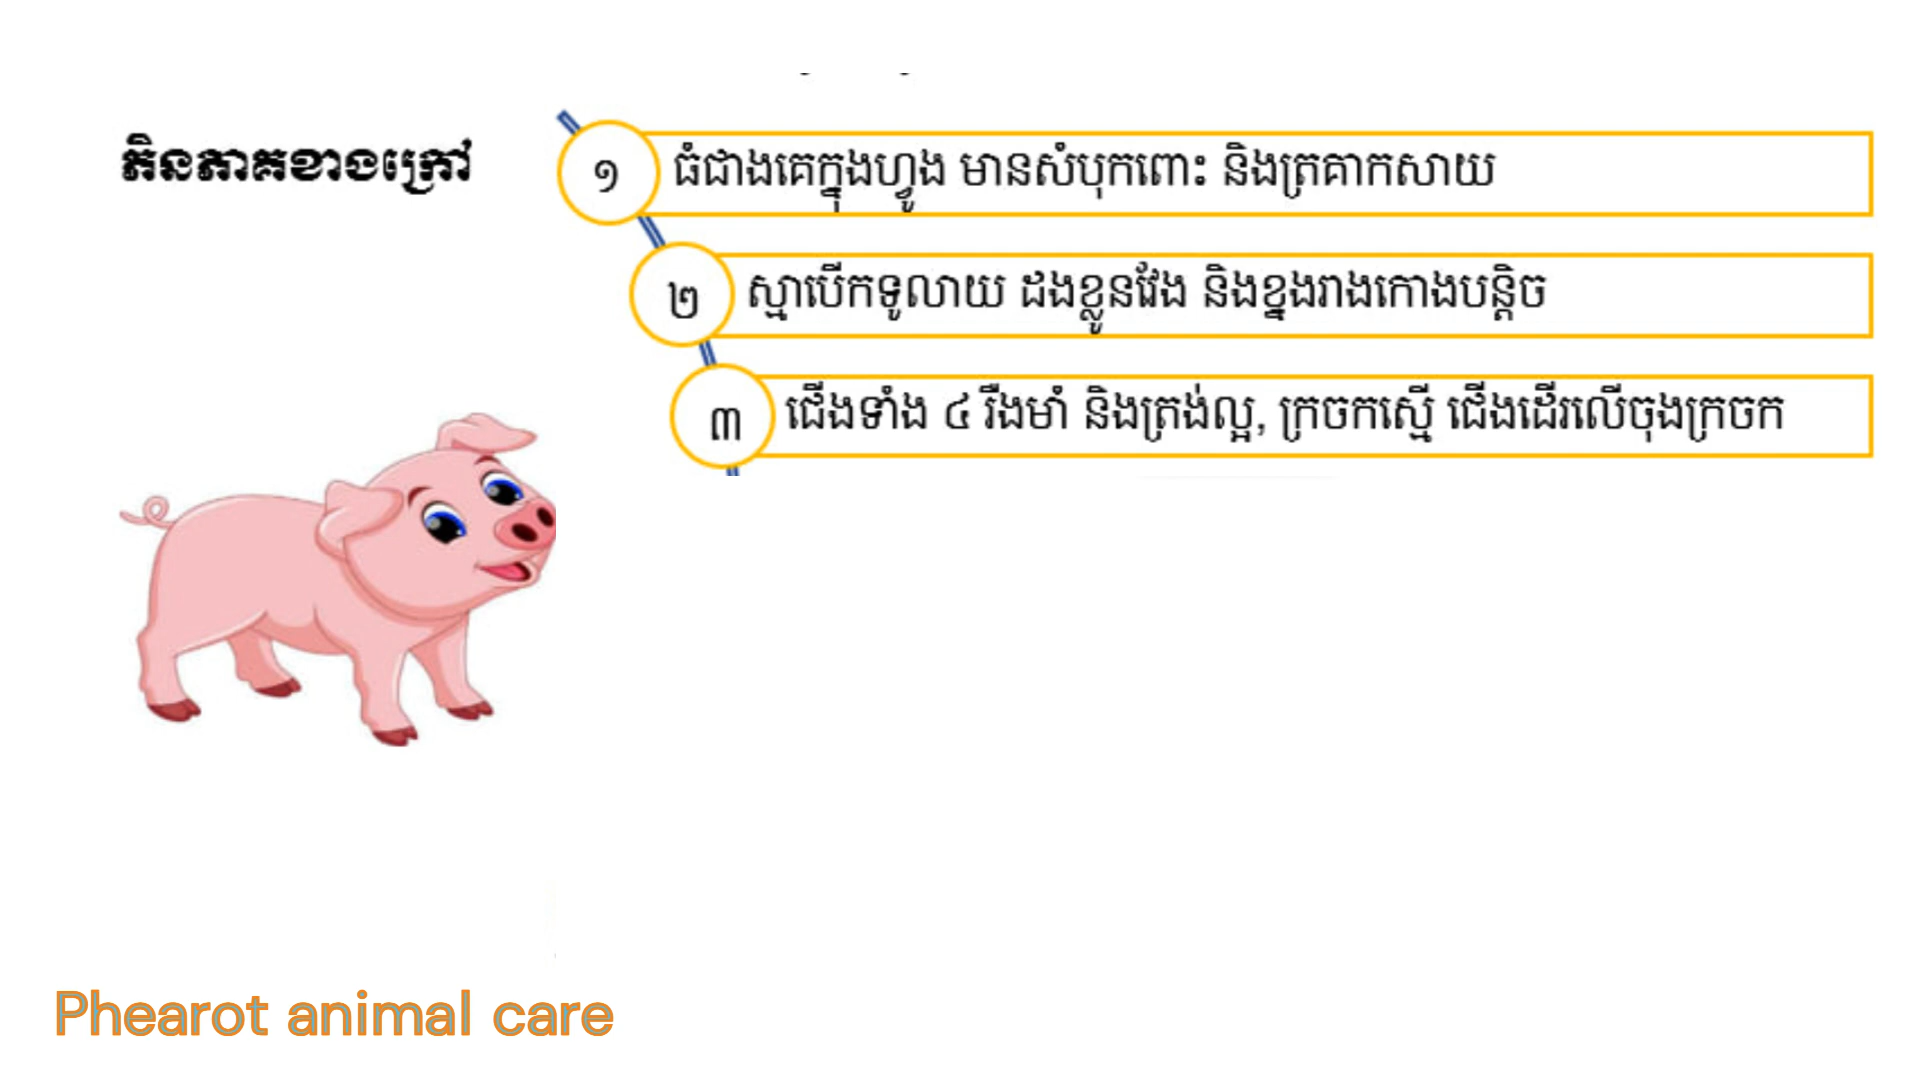 ភិនភាគខាងក្រៅ
១ ធំជាងគេក្នុងហ្វូង មានសំបុកពោះ និងត្រគាកសាយ
២ ស្មាបើកទូលាយ ដងខ្លួនវែង និងខ្នងរាងកោងបន្តិច
៣ ជើងទាំង ៤ រឹងមាំ និងត្រង់ល្អ, ក្រចកស្មើ ជើងដើរលើចុងក្រចក
Phearot animal care